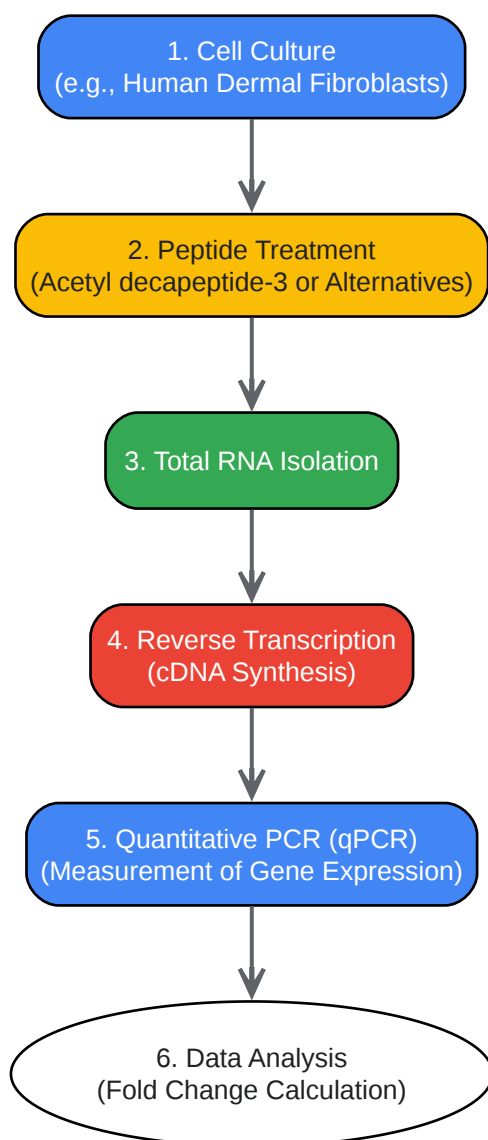 1. Cell Culture
(e.g., Human Dermal Fibroblasts)
2. Peptide Treatment
(Acetyl decapeptide-3 or Alternatives)
3. Total RNA Isolation
4. Reverse Transcription
(cDNA Synthesis)
5. Quantitative PCR (qPCR)
(Measurement of Gene Expression)
6. Data Analysis
(Fold Change Calculation)